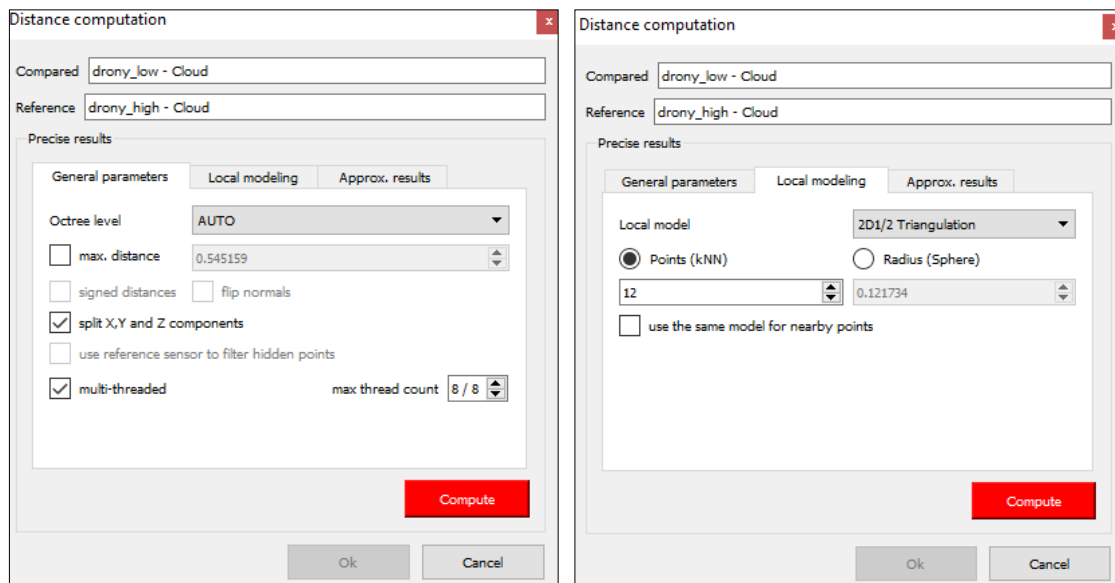 Distance computation
x
Compared drony_low - Cloud
Reference drony_high - Cloud
Precise results
General parameters Local modeling Approx. results
Octree level AUTO
max. distance 0.545159
signed distances flip normals
split X,Y and Z components
use reference sensor to filter hidden points
multi-threaded max thread count 8 / 8
Compute
Ok Cancel
Distance computation
x
Compared drony_low - Cloud
Reference drony_high - Cloud
Precise results
General parameters Local modeling Approx. results
Local model 2D1/2 Triangulation
Points (kNN) Radius (Sphere)
12 0.121734
use the same model for nearby points
Compute
Ok Cancel